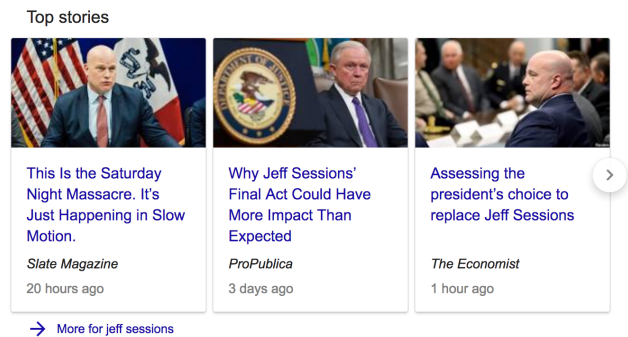 Top stories
This Is the Saturday
Night Massacre. It's
Just Happening in Slow
Motion.
Slate Magazine
20 hours ago
Why Jeff Sessions'
Final Act Could Have
More Impact Than
Expected
ProPublica
3 days ago
Assessing the
president's choice to
replace Jeff Sessions
The Economist
1 hour ago
More for jeff sessions